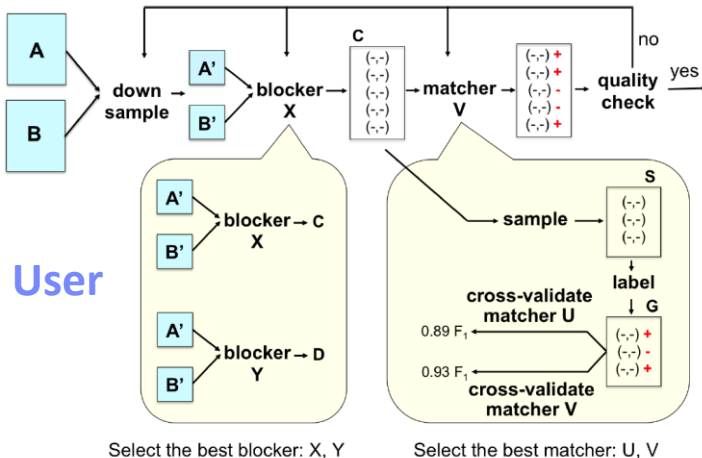 A
B
down
sample
A'
B'
blocker
X
C
(-,-)
(-,-)
(-,-)
(-,-)
(-,-)
matcher
V
(-,-) +
(-,-) +
(-,-) -
(-,-) -
(-,-) +
quality
check
no
yes
User
A'
B'
blocker
X
C
A'
B'
blocker
Y
D
sample
S
(-,-)
(-,-)
(-,-)
label
G
(-,-) +
(-,-) -
(-,-) +
cross-validate
matcher U
0.89 F₁
0.93 F₁
cross-validate
matcher V
Select the best blocker: X, Y
Select the best matcher: U, V